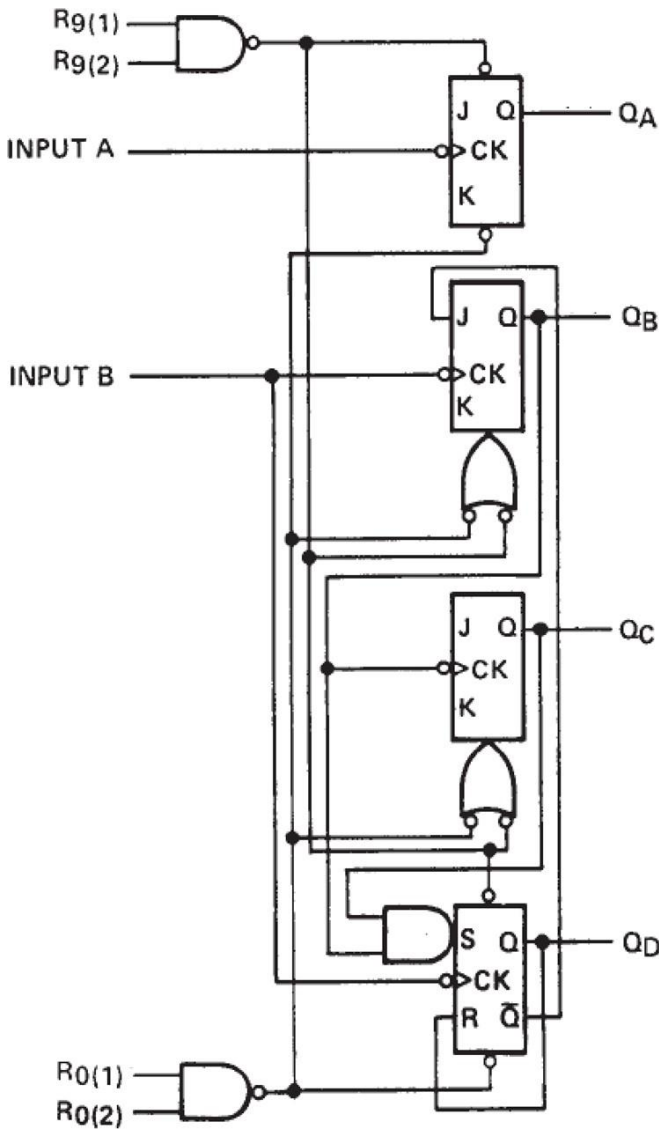 R9(1)
R9(2)
J Q QA
INPUT A CK
K
J Q QB
INPUT B CK
K
J Q QC
CK
K
S Q QD
CK
R Q̅
R0(1)
R0(2)